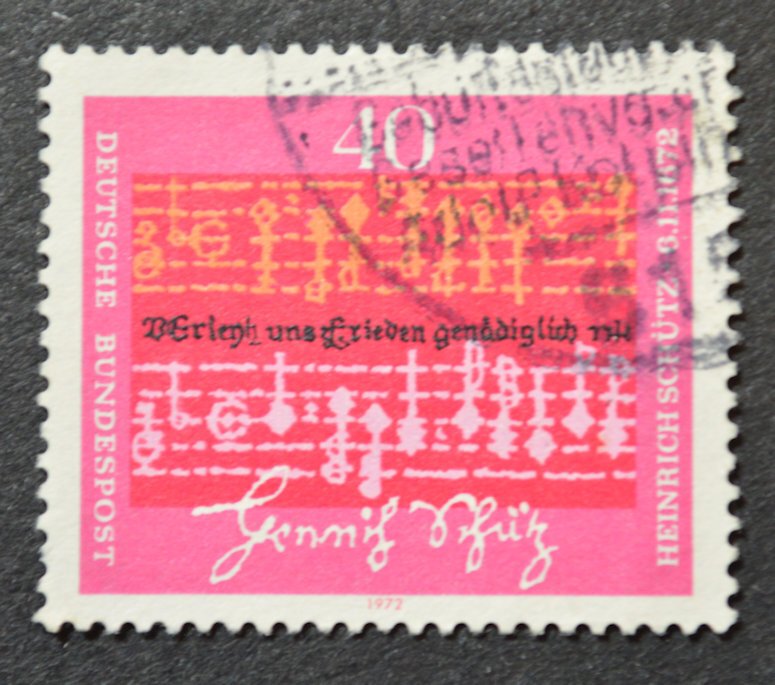 40
DEUTSCHE BUNDESPOST
HEINRICH SCHÜTZ * 6.11.1672
VErleyh uns Frieden genädiglich
Henrich Schütz
1972